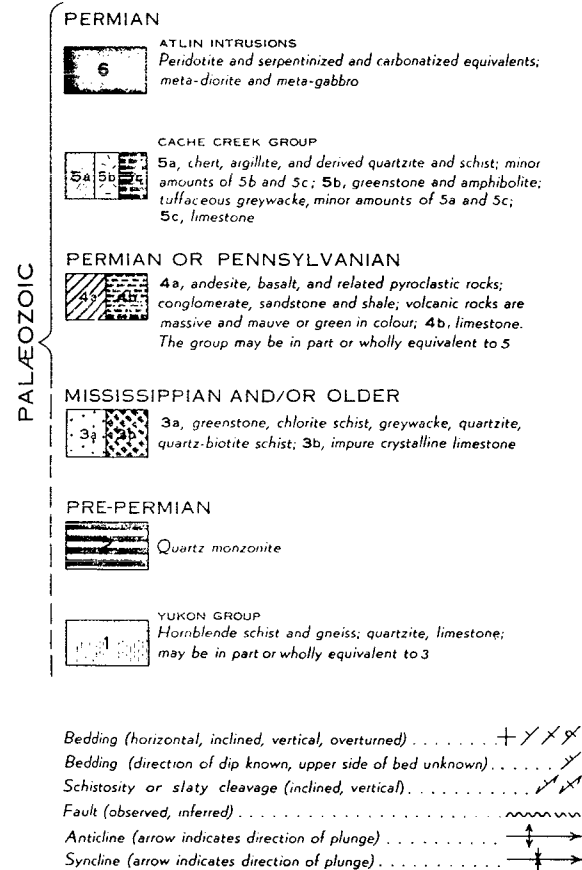 PERMIAN
ATLIN INTRUSIONS
6
Peridotite and serpentinized and carbonatized equivalents;
meta-diorite and meta-gabbro
CACHE CREEK GROUP
5a 5b 5c
5a, chert, argillite, and derived quartzite and schist; minor
amounts of 5b and 5c; 5b, greenstone and amphibolite;
tuffaceous greywacke, minor amounts of 5a and 5c;
5c, limestone
PALÆOZOIC
PERMIAN OR PENNSYLVANIAN
4a 4b
4a, andesite, basalt, and related pyroclastic rocks;
conglomerate, sandstone and shale; volcanic rocks are
massive and mauve or green in colour; 4b, limestone.
The group may be in part or wholly equivalent to 5
MISSISSIPPIAN AND/OR OLDER
3a 3b
3a, greenstone, chlorite schist, greywacke, quartzite,
quartz-biotite schist; 3b, impure crystalline limestone
PRE-PERMIAN
2
Quartz monzonite
YUKON GROUP
1
Hornblende schist and gneiss; quartzite, limestone;
may be in part or wholly equivalent to 3
Bedding (horizontal, inclined, vertical, overturned) . . . . . . . .
Bedding (direction of dip known, upper side of bed unknown) . . . . .
Schistosity or slaty cleavage (inclined, vertical) . . . . . . . . . .
Fault (observed, inferred) . . . . . . . . . . . . . . . . . . . . .
Anticline (arrow indicates direction of plunge) . . . . . . . . . .
Syncline (arrow indicates direction of plunge) . . . . . . . . . . .